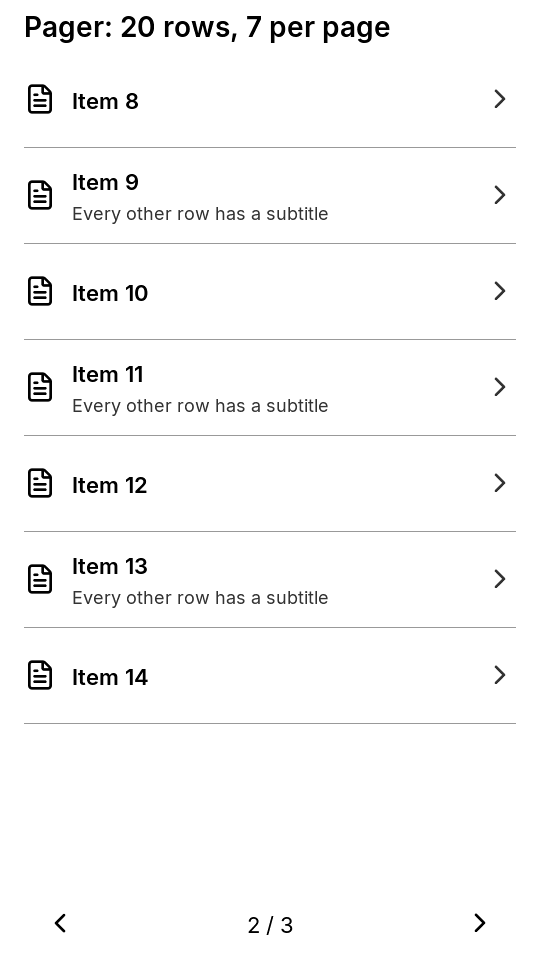 Pager: 20 rows, 7 per page
Item 8
Item 9
Every other row has a subtitle
Item 10
Item 11
Every other row has a subtitle
Item 12
Item 13
Every other row has a subtitle
Item 14
2 / 3